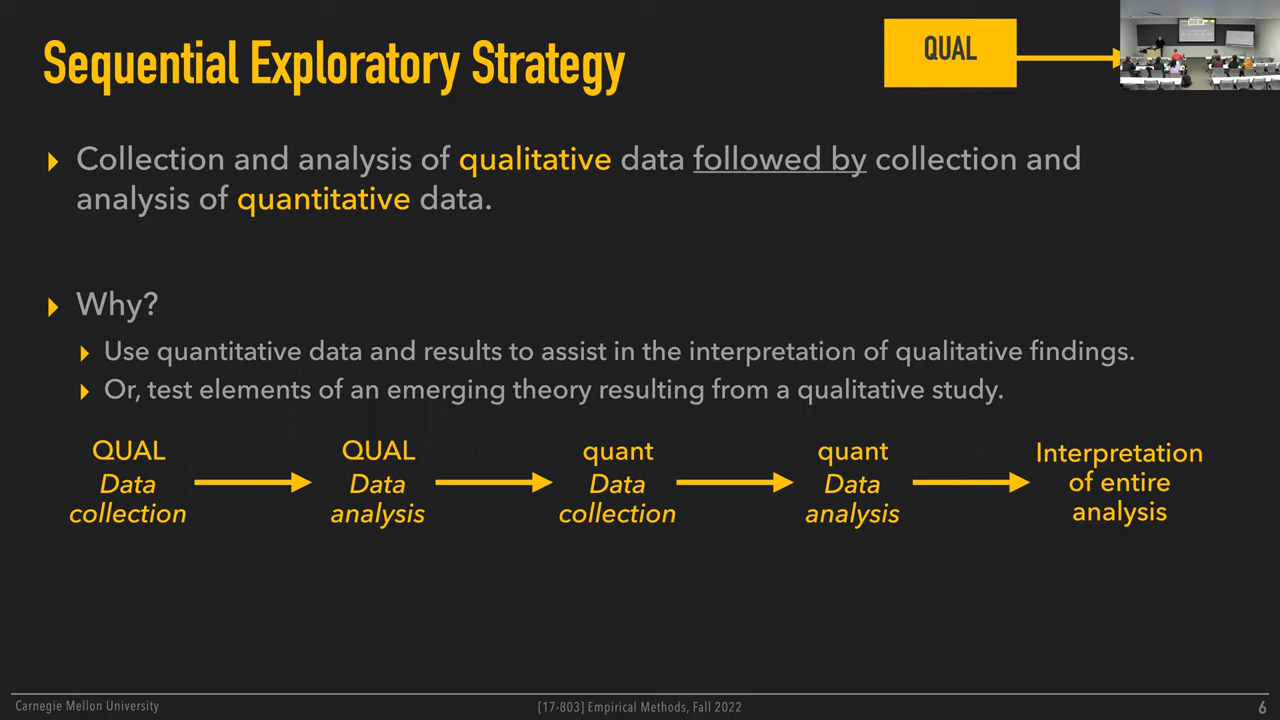 Sequential Exploratory Strategy
QUAL
Collection and analysis of qualitative data followed by collection and
analysis of quantitative data.
Why?
Use quantitative data and results to assist in the interpretation of qualitative findings.
Or, test elements of an emerging theory resulting from a qualitative study.
QUAL
Data
collection
QUAL
Data
analysis
quant
Data
collection
quant
Data
analysis
Interpretation
of entire
analysis
Carnegie Mellon University
[17-803] Empirical Methods, Fall 2022
6